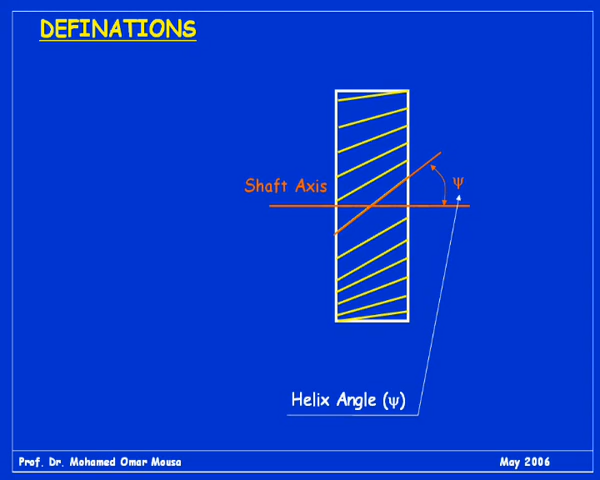 DEFINATIONS
Shaft Axis
ψ
Helix Angle (ψ)
Prof. Dr. Mohamed Omar Mousa
May 2006